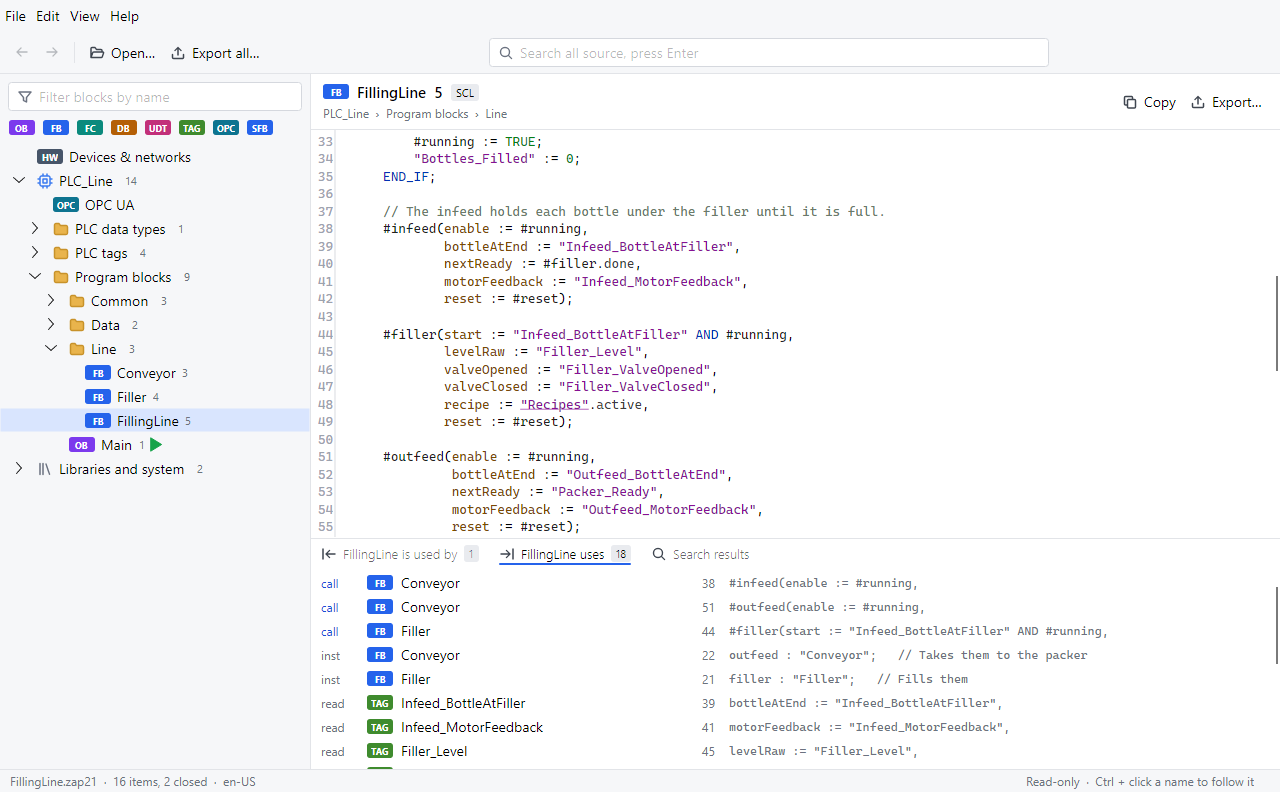 File Edit View Help
Open... Export all... Search all source, press Enter
Filter blocks by name
OB FB FC DB UDT TAG OPC SFB
HW Devices & networks
PLC_Line 14
OPC OPC UA
PLC data types 1
PLC tags 4
Program blocks 9
Common 3
Data 2
Line 3
FB Conveyor 3
FB Filler 4
FB FillingLine 5
OB Main 1
Libraries and system 2
FB FillingLine 5 SCL
PLC_Line › Program blocks › Line
Copy Export...
33 #running := TRUE;
34 "Bottles_Filled" := 0;
35 END_IF;
36
37 // The infeed holds each bottle under the filler until it is full.
38 #infeed(enable := #running,
39 bottleAtEnd := "Infeed_BottleAtFiller",
40 nextReady := #filler.done,
41 motorFeedback := "Infeed_MotorFeedback",
42 reset := #reset);
43
44 #filler(start := "Infeed_BottleAtFiller" AND #running,
45 levelRaw := "Filler_Level",
46 valveOpened := "Filler_ValveOpened",
47 valveClosed := "Filler_ValveClosed",
48 recipe := "Recipes".active,
49 reset := #reset);
50
51 #outfeed(enable := #running,
52 bottleAtEnd := "Outfeed_BottleAtEnd",
53 nextReady := "Packer_Ready",
54 motorFeedback := "Outfeed_MotorFeedback",
55 reset := #reset);
FillingLine is used by 1 FillingLine uses 18 Search results
call FB Conveyor 38 #infeed(enable := #running,
call FB Conveyor 51 #outfeed(enable := #running,
call FB Filler 44 #filler(start := "Infeed_BottleAtFiller" AND #running,
inst FB Conveyor 22 outfeed : "Conveyor"; // Takes them to the packer
inst FB Filler 21 filler : "Filler"; // Fills them
read TAG Infeed_BottleAtFiller 39 bottleAtEnd := "Infeed_BottleAtFiller",
read TAG Infeed_MotorFeedback 41 motorFeedback := "Infeed_MotorFeedback",
read TAG Filler_Level 45 levelRaw := "Filler_Level",
FillingLine.zap21 · 16 items, 2 closed · en-US
Read-only · Ctrl + click a name to follow it